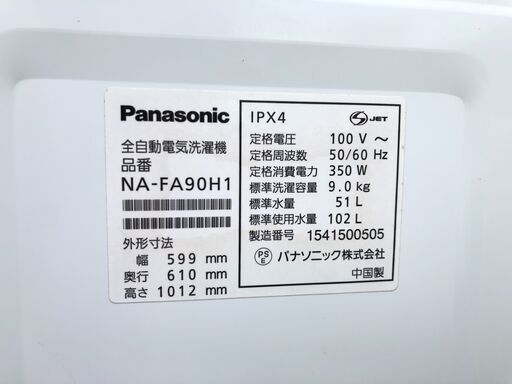 Panasonic
全自動電気洗濯機
品番
NA-FA90H1
外形寸法
幅 599 mm
奥行 610 mm
高さ 1012 mm
IPX4
S JET
定格電圧 100 V ~
定格周波数 50/60 Hz
定格消費電力 350 W
標準洗濯容量 9.0 kg
標準水量 51 L
標準使用水量 102 L
製造番号 1541500505
PS E パナソニック株式会社
中国製